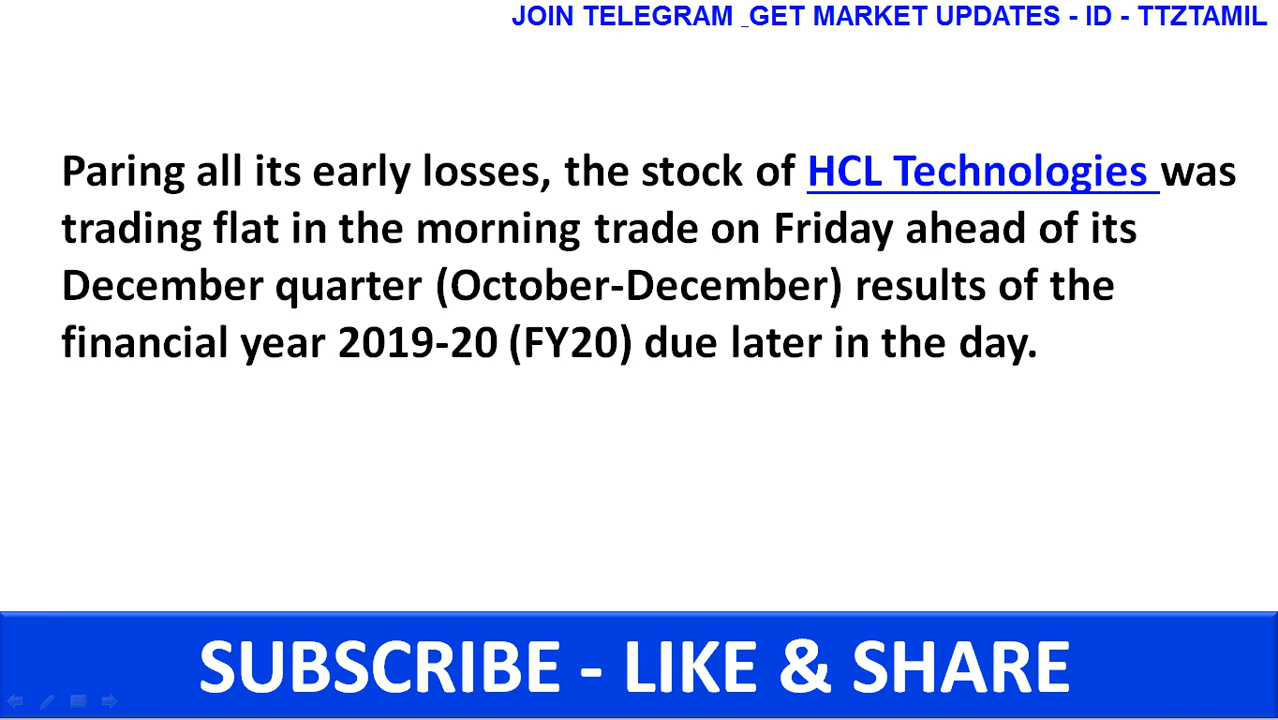 JOIN TELEGRAM _GET MARKET UPDATES - ID - TTZTAMIL
Paring all its early losses, the stock of HCL Technologies was
trading flat in the morning trade on Friday ahead of its
December quarter (October-December) results of the
financial year 2019-20 (FY20) due later in the day.
SUBSCRIBE - LIKE & SHARE